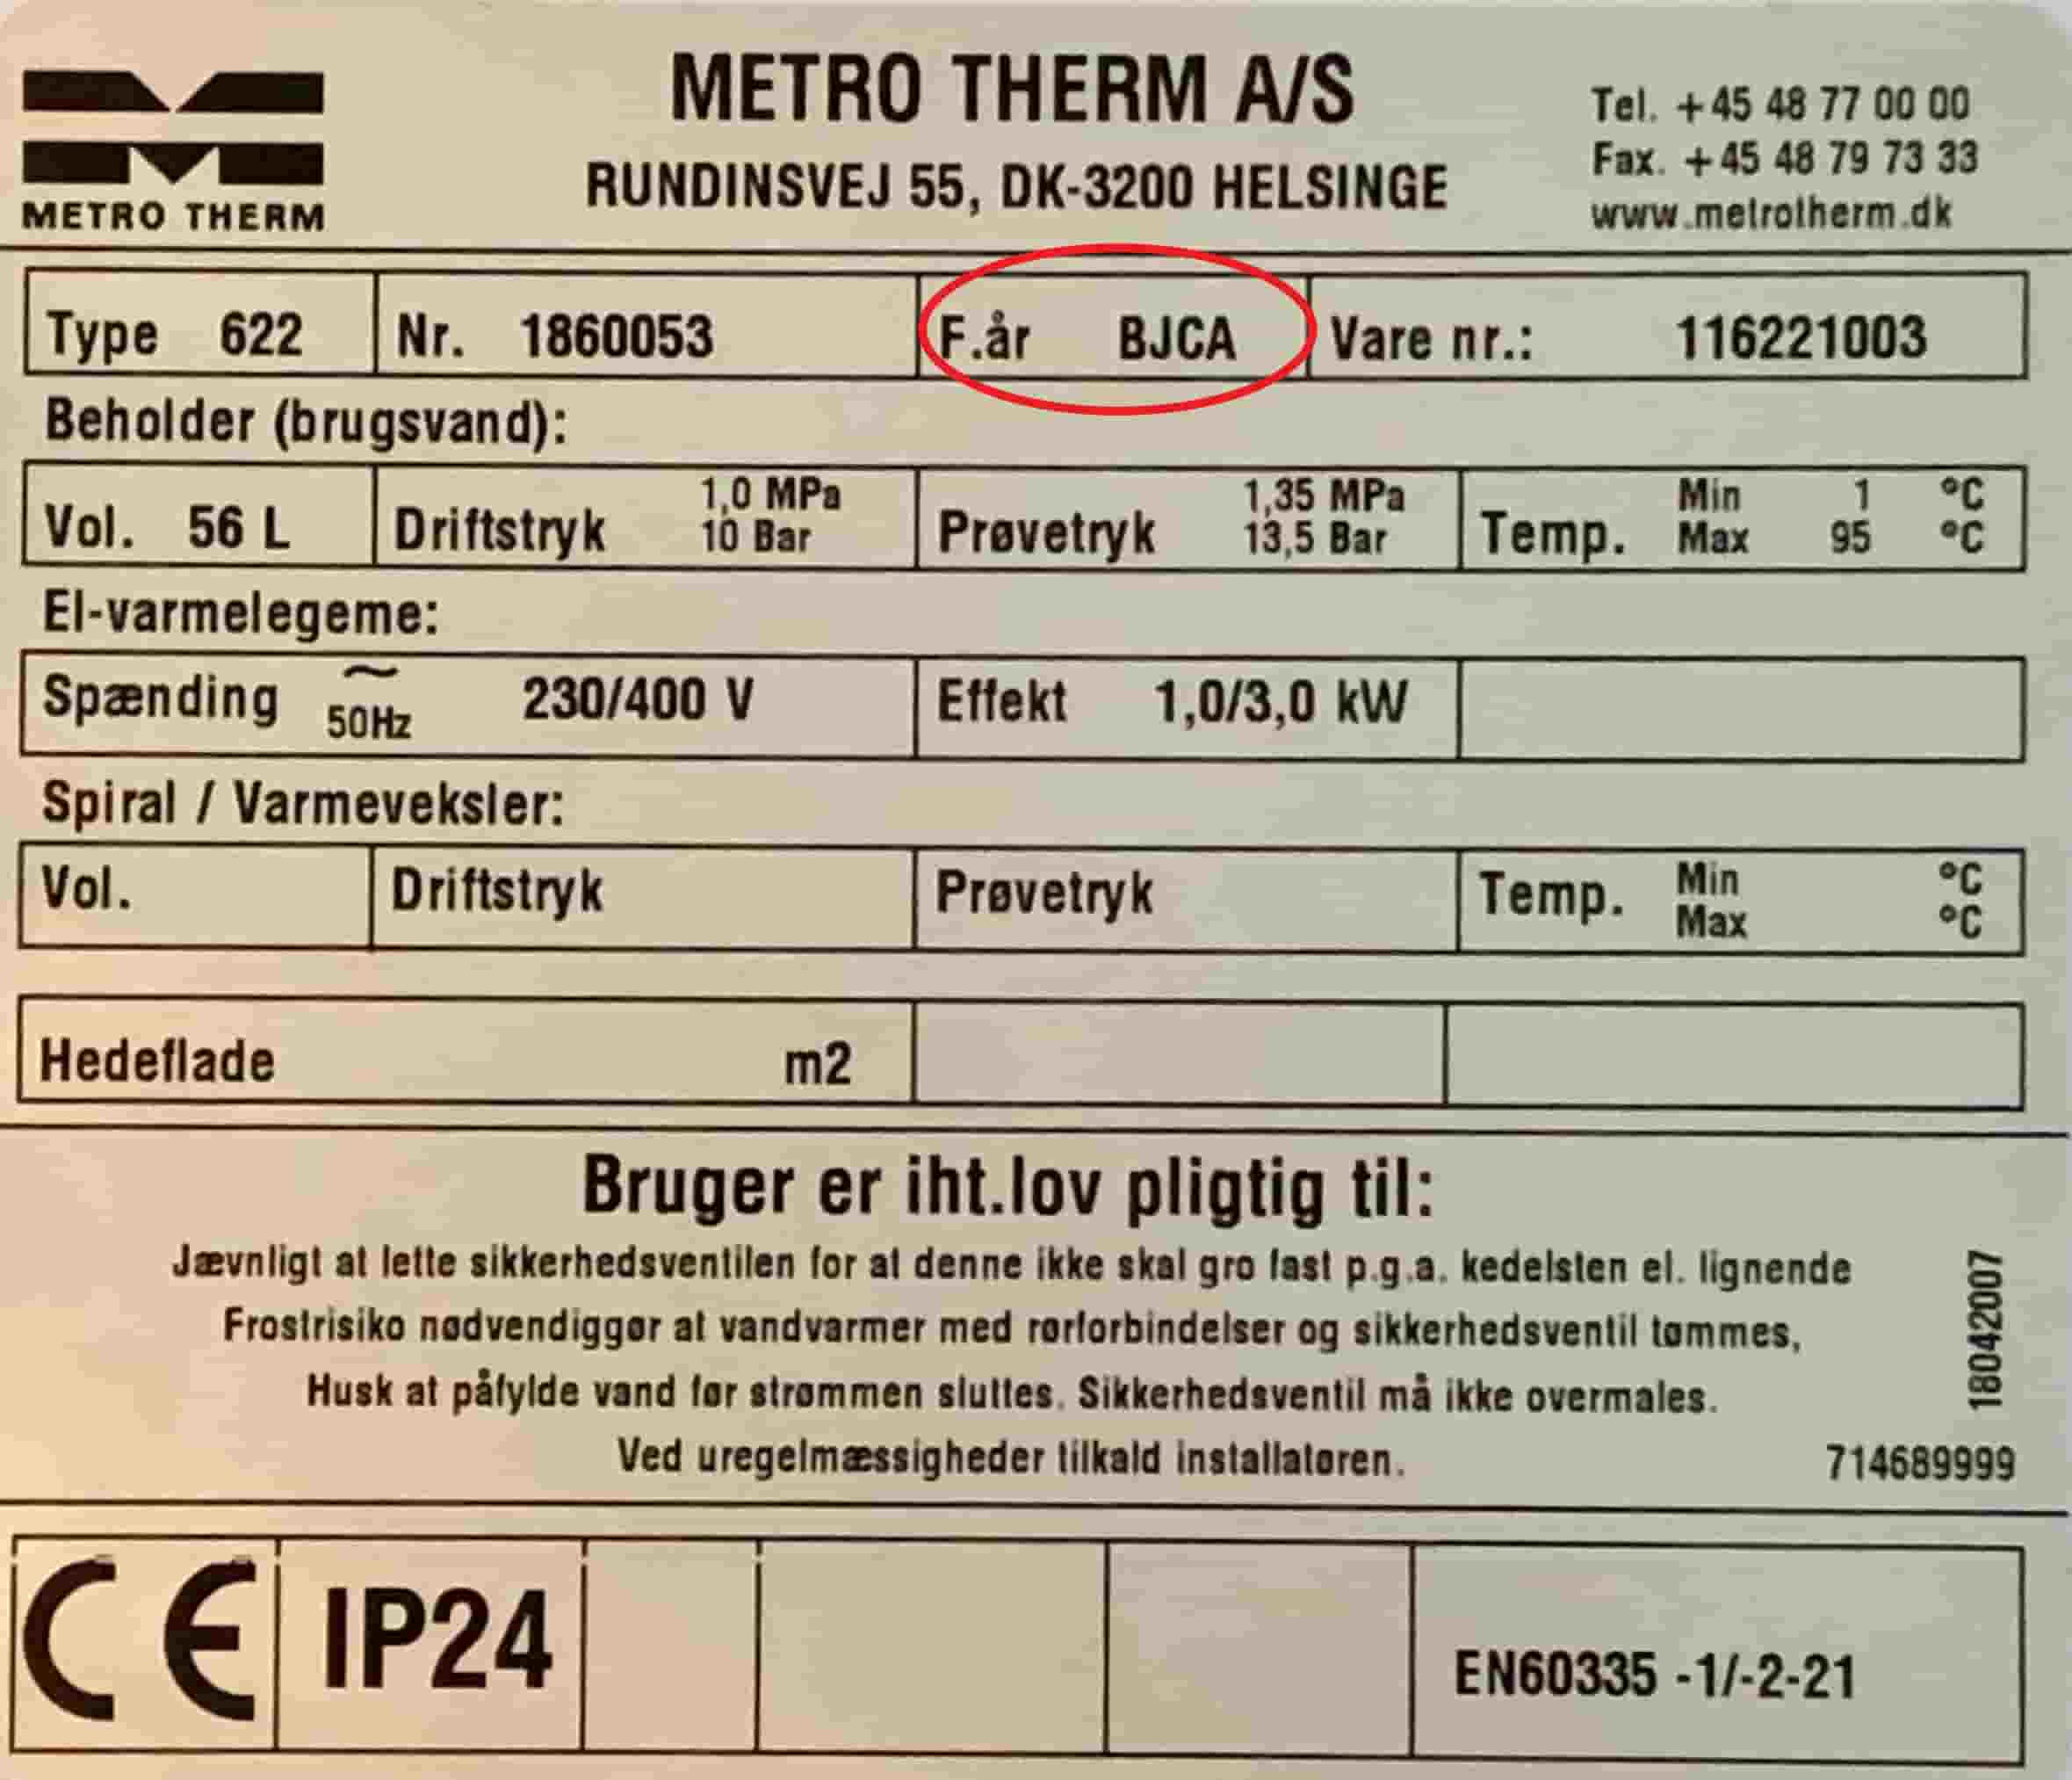 METRO THERM
METRO THERM A/S
RUNDINSVEJ 55, DK-3200 HELSINGE
Tel. +45 48 77 00 00
Fax. +45 48 79 73 33
www.metrotherm.dk
Type 622 Nr. 1860053 F.år BJCA Vare nr.: 116221003
Beholder (brugsvand):
Vol. 56 L Driftstryk 1,0 MPa 10 Bar Prøvetryk 1,35 MPa 13,5 Bar Temp. Min 1 °C Max 95 °C
El-varmelegeme:
Spænding ~ 50Hz 230/400 V Effekt 1,0/3,0 kW
Spiral / Varmeveksler:
Vol. Driftstryk Prøvetryk Temp. Min °C Max °C
Hedeflade m2
Bruger er iht.lov pligtig til:
Jævnligt at lette sikkerhedsventilen for at denne ikke skal gro fast p.g.a. kedelsten el. lignende
Frostrisiko nødvendiggør at vandvarmer med rørforbindelser og sikkerhedsventil tømmes,
Husk at påfylde vand før strømmen sluttes. Sikkerhedsventil må ikke overmales.
Ved uregelmæssigheder tilkald installatøren.
18042007
714689999
CE IP24 EN60335 -1/-2-21